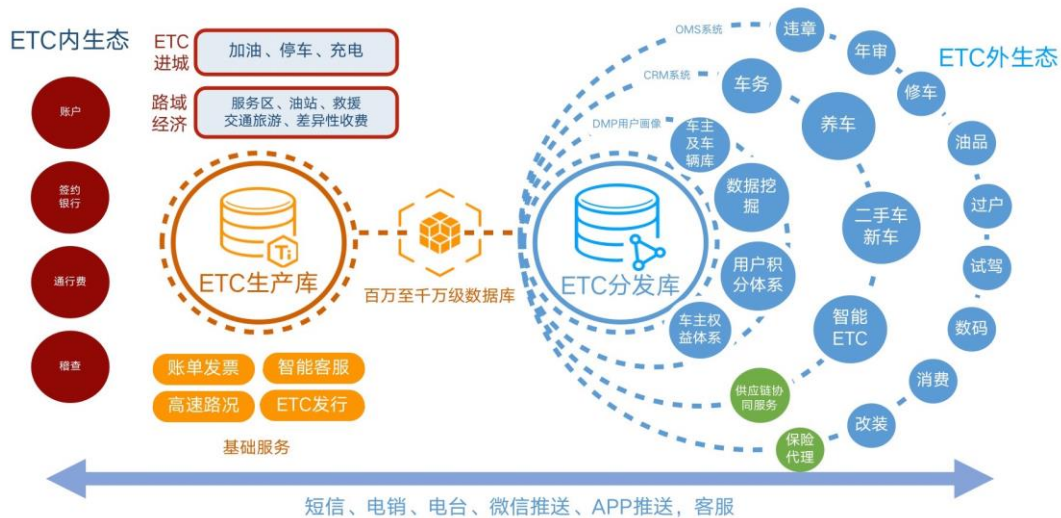 ETC内生态
账户
签约
银行
通行费
稽查
ETC
进城
加油、停车、充电
路域
经济
服务区、油站、救援
交通旅游、差异性收费
Ti
ETC生产库
百万至千万级数据库
账单发票
智能客服
高速路况
ETC发行
基础服务
ETC分发库
OMS系统
CRM系统
DMP用户画像
车主
及车
辆库
数据挖
掘
用户积
分体系
车主权
益体系
车务
养车
二手车
新车
智能
ETC
供应链协
同服务
ETC外生态
违章
年审
修车
油品
过户
试驾
数码
消费
改装
保险
代理
短信、电销、电台、微信推送、APP推送，客服